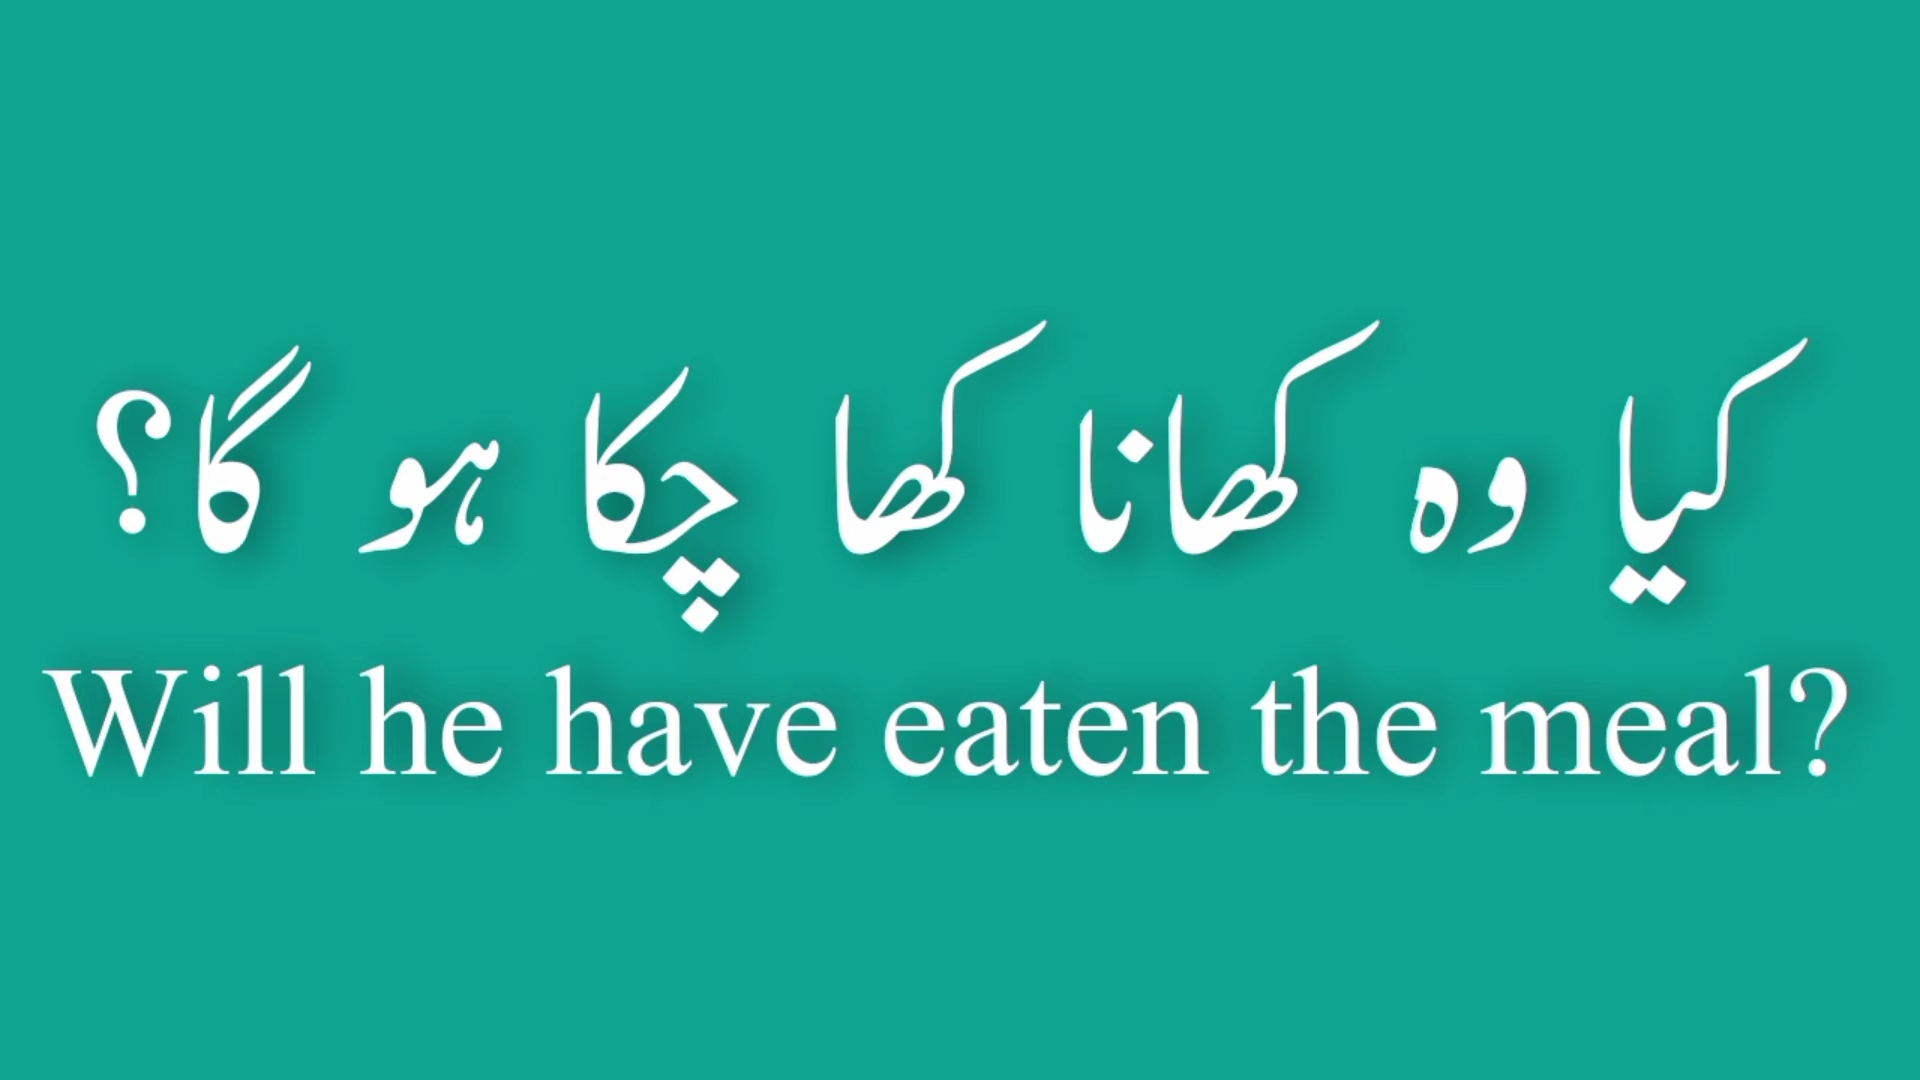 کیا وہ کھانا کھا چکا ہو گا؟
Will he have eaten the meal?